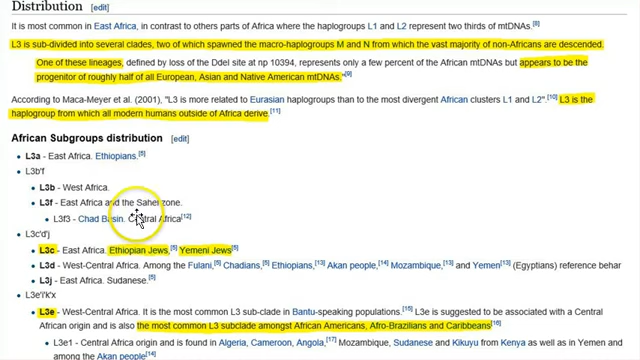 Distribution [edit]
It is most common in East Africa, in contrast to others parts of Africa where the haplogroups L1 and L2 represent two thirds of mtDNAs.[8]
L3 is sub-divided into several clades, two of which spawned the macro-haplogroups M and N from which the vast majority of non-Africans are descended.
One of these lineages, defined by loss of the DdeI site at np 10394, represents only a few percent of the African mtDNAs but appears to be the
progenitor of roughly half of all European, Asian and Native American mtDNAs."[9]
According to Maca-Meyer et al. (2001), "L3 is more related to Eurasian haplogroups than to the most divergent African clusters L1 and L2".[10] L3 is the
haplogroup from which all modern humans outside of Africa derive.[11]
African Subgroups distribution [edit]
• L3a - East Africa. Ethiopians.[5]
• L3b'f
• L3b - West Africa.
• L3f - East Africa and the Sahel zone.
• L3f3 - Chad Basin. Central Africa[12]
• L3c'd'j
• L3c - East Africa. Ethiopian Jews,[5] Yemeni Jews[5]
• L3d - West-Central Africa. Among the Fulani,[5] Chadians,[5] Ethiopians,[13] Akan people,[14] Mozambique,[13] and Yemen[13] (Egyptians) reference behar
• L3j - East Africa. Sudanese.[5]
• L3e'i'k'x
• L3e - West-Central Africa. It is the most common L3 sub-clade in Bantu-speaking populations.[15] L3e is suggested to be associated with a Central
African origin and is also the most common L3 subclade amongst African Americans, Afro-Brazilians and Caribbeans[16]
• L3e1 - Central Africa origin and is found in Algeria, Cameroon, Angola,[17] Mozambique, Sudanese and Kikuyu from Kenya as well as in Yemen and
among the Akan people[14]